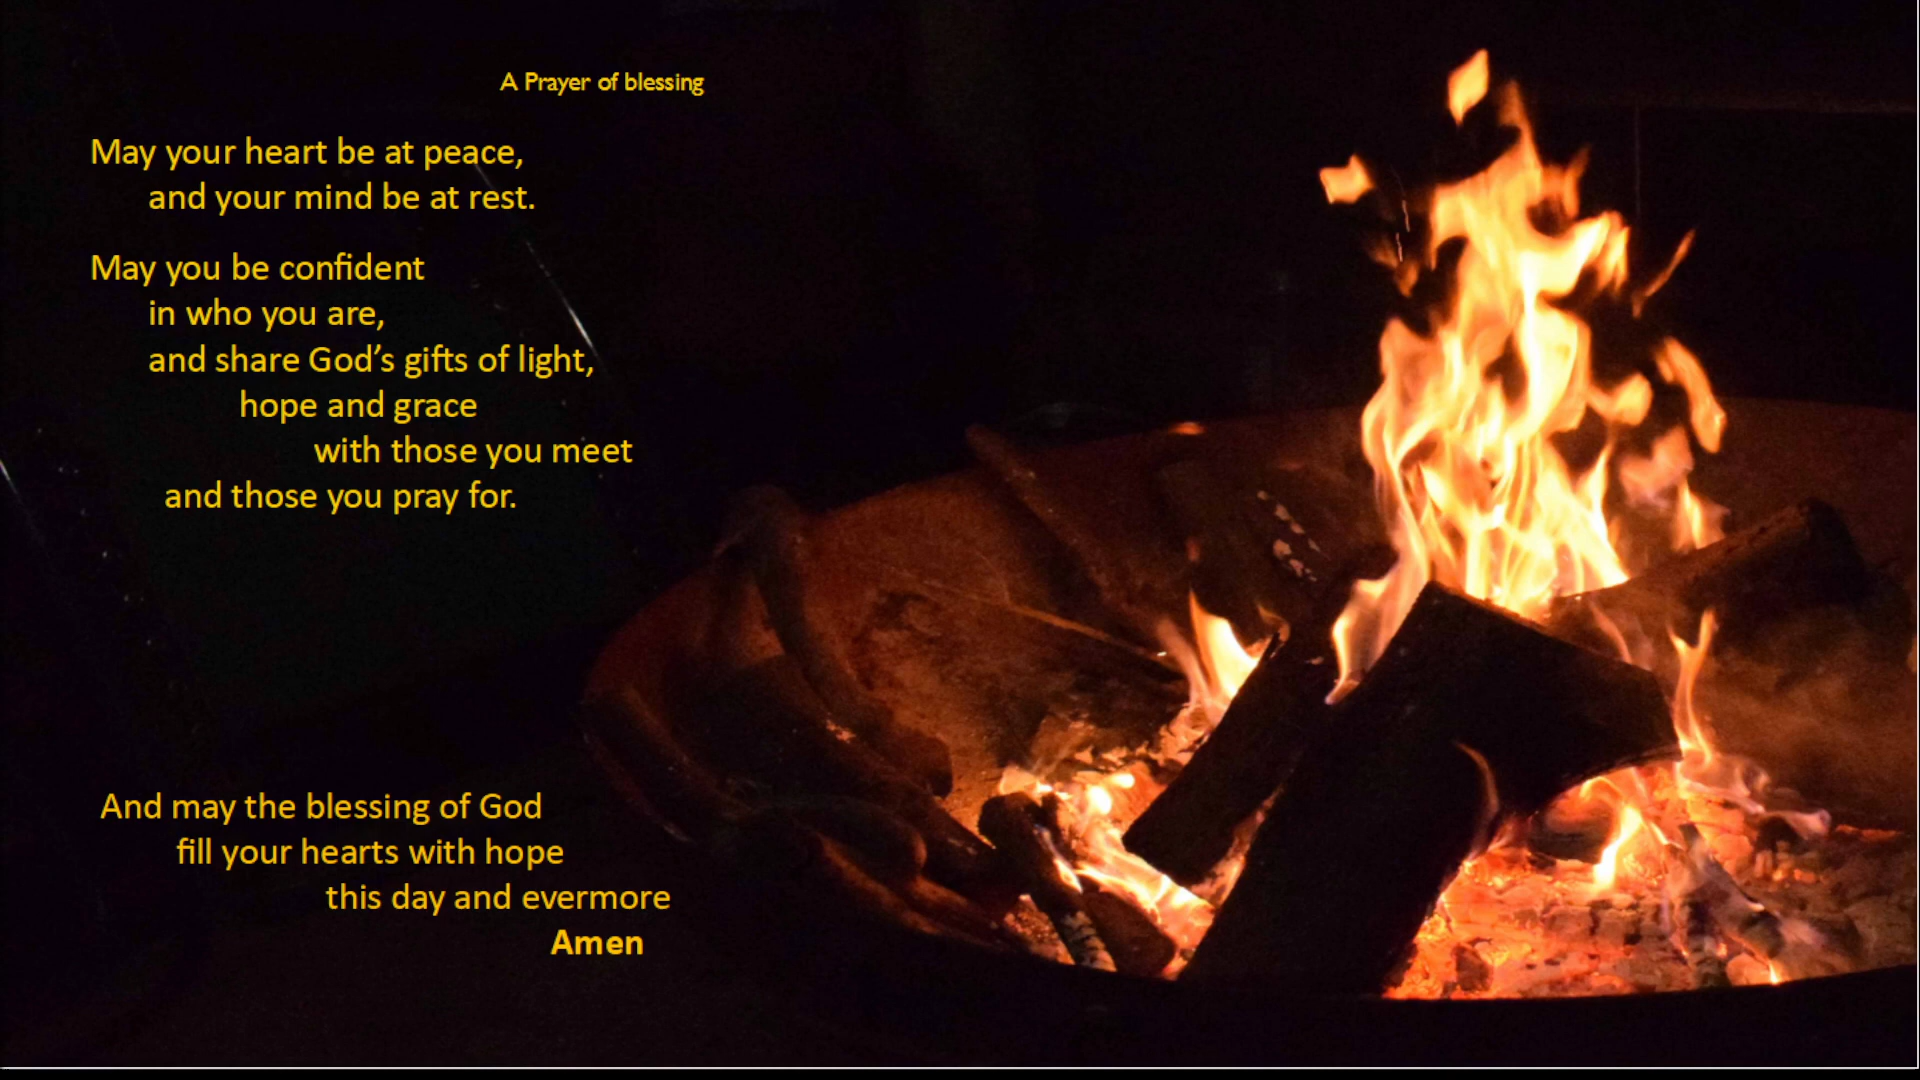 A Prayer of blessing
May your heart be at peace,
and your mind be at rest.
May you be confident
in who you are,
and share God’s gifts of light,
hope and grace
with those you meet
and those you pray for.
And may the blessing of God
fill your hearts with hope
this day and evermore
Amen